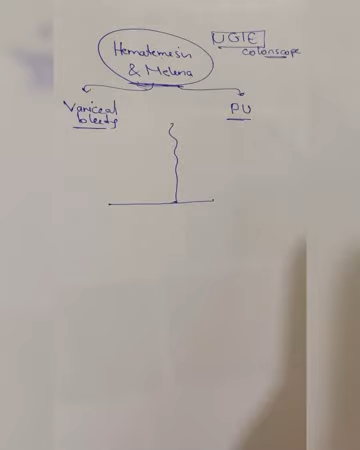 Hematemesis
& Melena
UGIE
colonscope
Variceal
bleeds
PU